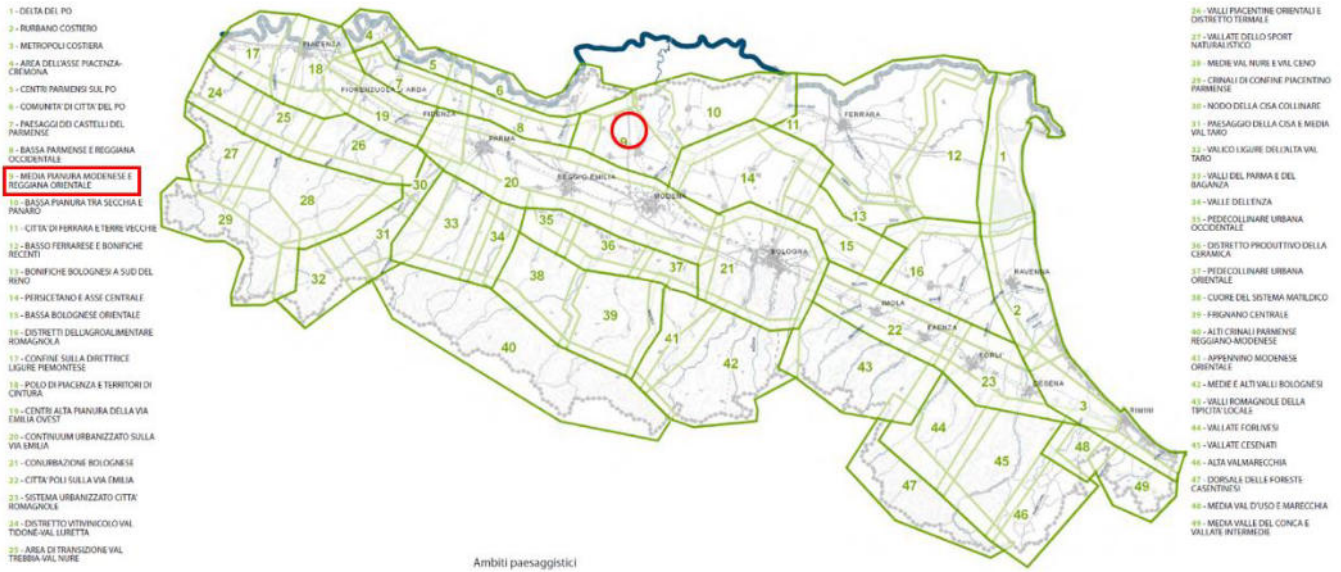 1 - DELTA DEL PO
2 - RURBANO COSTIERO
3 - METROPOLI COSTIERA
4 - AREA DELL'ASSE PIACENZA-
CREMONA
5 - CENTRI PARMENSI SUL PO
6 - COMUNITA' DI CITTA' DEL PO
7 - PAESAGGI DEI CASTELLI DEL
PARMENSE
8 - BASSA PARMENSE E REGGIANA
OCCIDENTALE
9 - MEDIA PIANURA MODENESE E
REGGIANA ORIENTALE
10 - BASSA PIANURA TRA SECCHIA E
PANARO
11 - CITTA' DI FERRARA E TERRE VECCHIE
12 - BASSO FERRARESE E BONIFICHE
RECENTI
13 - BONIFICHE BOLOGNESI A SUD DEL
RENO
14 - PERSICETANO E ASSE CENTRALE
15 - BASSA BOLOGNESE ORIENTALE
16 - DISTRETTI DELL'AGROALIMENTARE
ROMAGNOLA
17 - CONFINE SULLA DIRETTRICE
LIGURE PIEMONTESE
18 - POLO DI PIACENZA E TERRITORI DI
CINTURA
19 - CENTRI ALTA PIANURA DELLA VIA
EMILIA OVEST
20 - CONTINUUM URBANIZZATO SULLA
VIA EMILIA
21 - CONURBAZIONE BOLOGNESE
22 - CITTA' POLI SULLA VIA EMILIA
23 - SISTEMA URBANIZZATO CITTA'
ROMAGNOLE
24 - DISTRETTO VITIVINICOLO VAL
TIDONE-VAL LURETTA
25 - AREA DI TRANSIZIONE VAL
TREBBIA-VAL NURE
4
17
PIACENZA
18
5
7
FIORENZUOLA D'ARDA
6
24
FIDENZA
25
19
8
PARMA
26
27
20
9
10
11
FERRARA
12
1
REGGIO EMILIA
MODENA
14
13
30
28
29
31
32
33
34
35
36
37
38
39
40
41
42
21
BOLOGNA
15
16
RAVENNA
2
IMOLA
22
FAENZA
43
FORLI'
23
CESENA
3
RIMINI
44
45
46
47
48
49
Ambiti paesaggistici
26 - VALLI PIACENTINE ORIENTALI E
DISTRETTO TERMALE
27 - VALLATE DELLO SPORT
NATURALISTICO
28 - MEDIE VAL NURE E VAL CENO
29 - CRINALI DI CONFINE PIACENTINO
PARMENSE
30 - NODO DELLA CISA COLLINARE
31 - PAESAGGIO DELLA CISA E MEDIA
VAL TARO
32 - VALICO LIGURE DELL'ALTA VAL
TARO
33 - VALLI DEL PARMA E DEL
BAGANZA
34 - VALLE DELL'ENZA
35 - PEDECOLLINARE URBANA
OCCIDENTALE
36 - DISTRETTO PRODUTTIVO DELLA
CERAMICA
37 - PEDECOLLINARE URBANA
ORIENTALE
38 - CUORE DEL SISTEMA MATILDICO
39 - FRIGNANO CENTRALE
40 - ALTI CRINALI PARMENSE
REGGIANO-MODENESE
41 - APPENNINO MODENESE
ORIENTALE
42 - MEDIE E ALTI VALLI BOLOGNESI
43 - VALLI ROMAGNOLE DELLA
TIPICITA' LOCALE
44 - VALLATE FORLIVESI
45 - VALLATE CESENATI
46 - ALTA VALMARECCHIA
47 - DORSALE DELLE FORESTE
CASENTINESI
48 - MEDIA VAL D'USO E MARECCHIA
49 - MEDIA VALLE DEL CONCA E
VALLATE INTERMEDIE